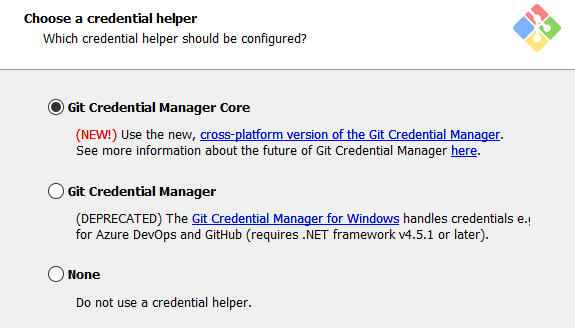 Choose a credential helper
Which credential helper should be configured?
Git Credential Manager Core
(NEW!) Use the new, cross-platform version of the Git Credential Manager.
See more information about the future of Git Credential Manager here.
Git Credential Manager
(DEPRECATED) The Git Credential Manager for Windows handles credentials e.g
for Azure DevOps and GitHub (requires .NET framework v4.5.1 or later).
None
Do not use a credential helper.